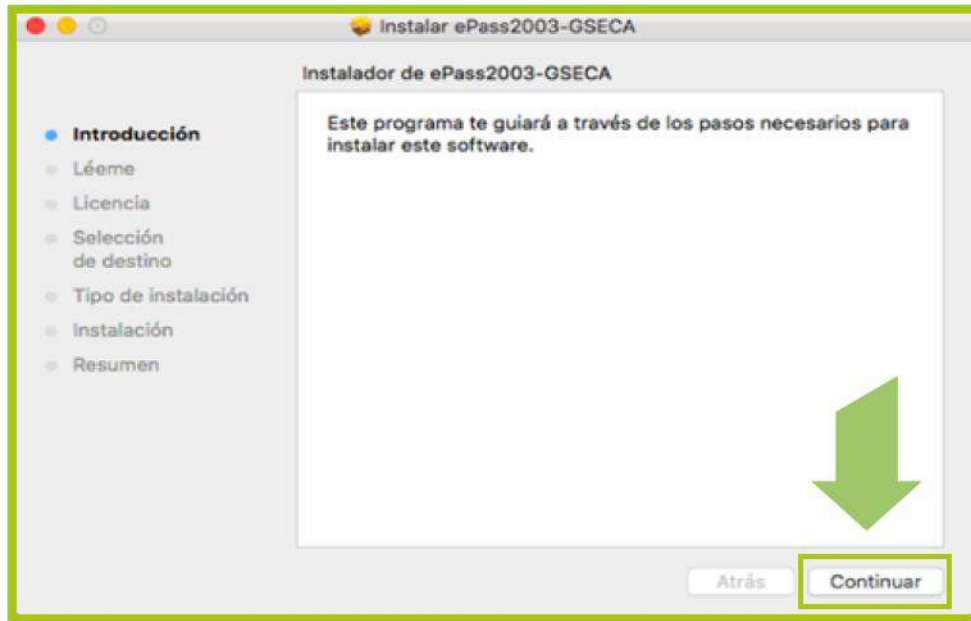 Instalar ePass2003-GSECA
Instalador de ePass2003-GSECA
Introducción
Léeme
Licencia
Selección
de destino
Tipo de instalación
Instalación
Resumen
Este programa te guiará a través de los pasos necesarios para
instalar este software.
Atrás
Continuar